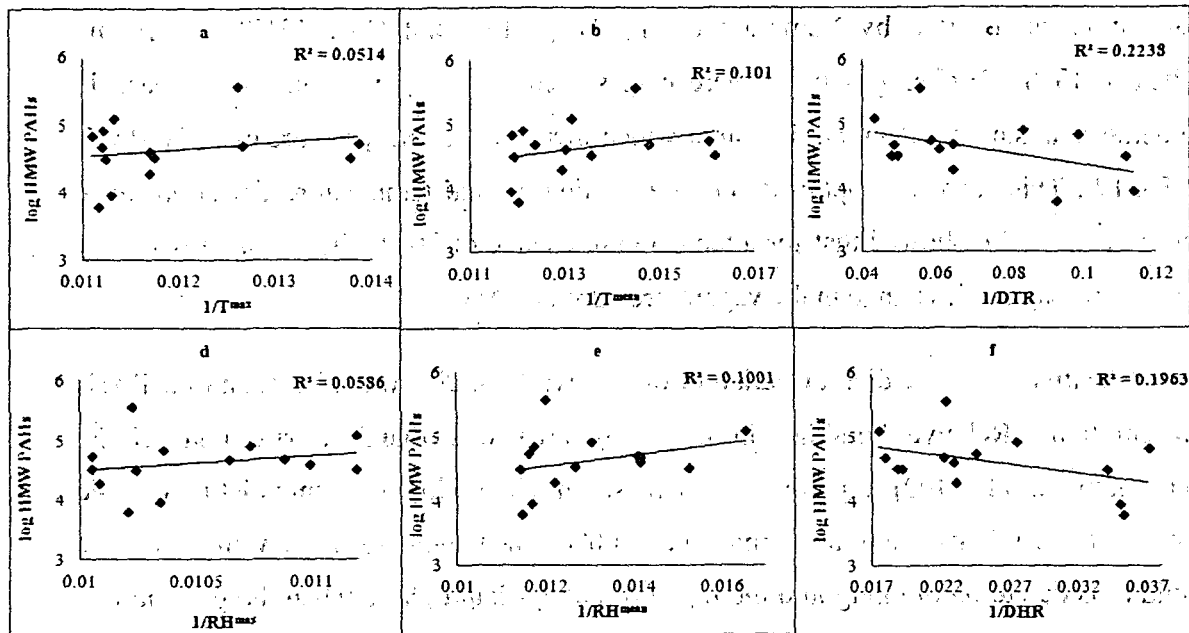 a
R² = 0.0514
log HMW PAHs
6
5
4
3
0.011 0.012 0.013 0.014
1/Tmax
b
R² = 0.101
log HMW PAHs
6
5
4
3
0.011 0.013 0.015 0.017
1/Tmean
c
R² = 0.2238
log HMW PAHs
6
5
4
3
0.04 0.06 0.08 0.1 0.12
1/DTR
d
R² = 0.0586
log HMW PAHs
6
5
4
3
0.01 0.0105 0.011
1/RHmax
e
R² = 0.1001
log HMW PAHs
6
5
4
3
0.01 0.012 0.014 0.016
1/RHmean
f
R² = 0.1963
log HMW PAHs
6
5
4
3
0.017 0.022 0.027 0.032 0.037
1/DHR